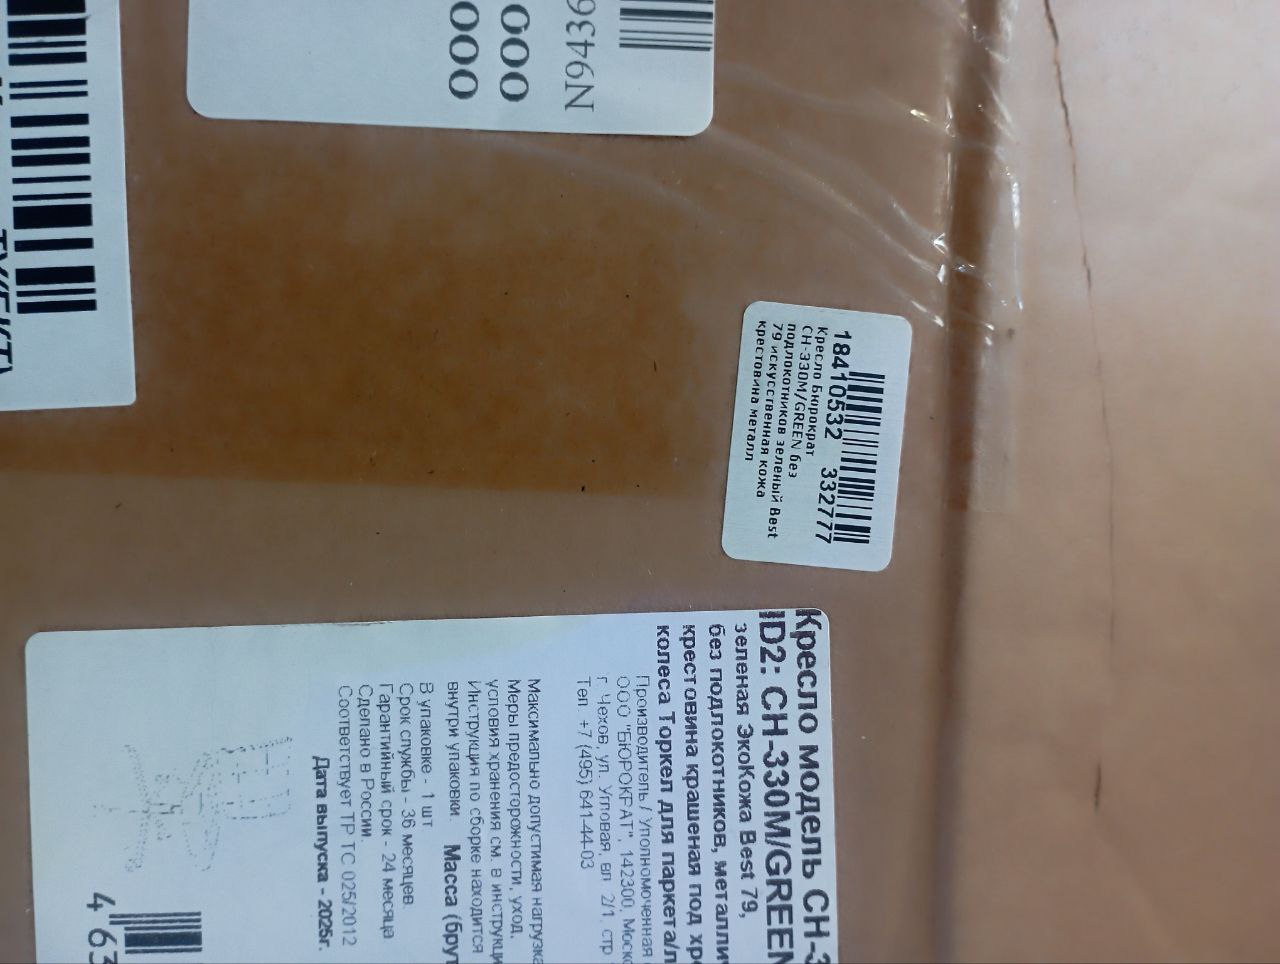 000
000
18410532 332777
Кресло Бюрократ
CH-330M/GREEN без
подлокотников зеленый Best
79 искусственная кожа
крестовина металл
Кресло модель CH-3
ID2: CH-330M/GREEN
зеленая ЭкоКожа Best 79,
без подлокотников, металлич
крестовина крашеная под хро
колеса Торкел для паркета/л
Производитель / Уполномоченная
ООО "БЮРОКРАТ", 142300, Моск
г. Чехов, ул. Угловая, вл. 2/1, стр
Тел. +7 (495) 641-44-03
Максимально допустимая нагрузка
Меры предосторожности, уход,
условия хранения см. в инструкци
Инструкция по сборке находится
внутри упаковки. Масса (брут
В упаковке - 1 шт
Срок службы - 36 месяцев.
Гарантийный срок - 24 месяца
Сделано в России.
Соответствует ТР ТС 025/2012
Дата выпуска - 2025г.
4 63